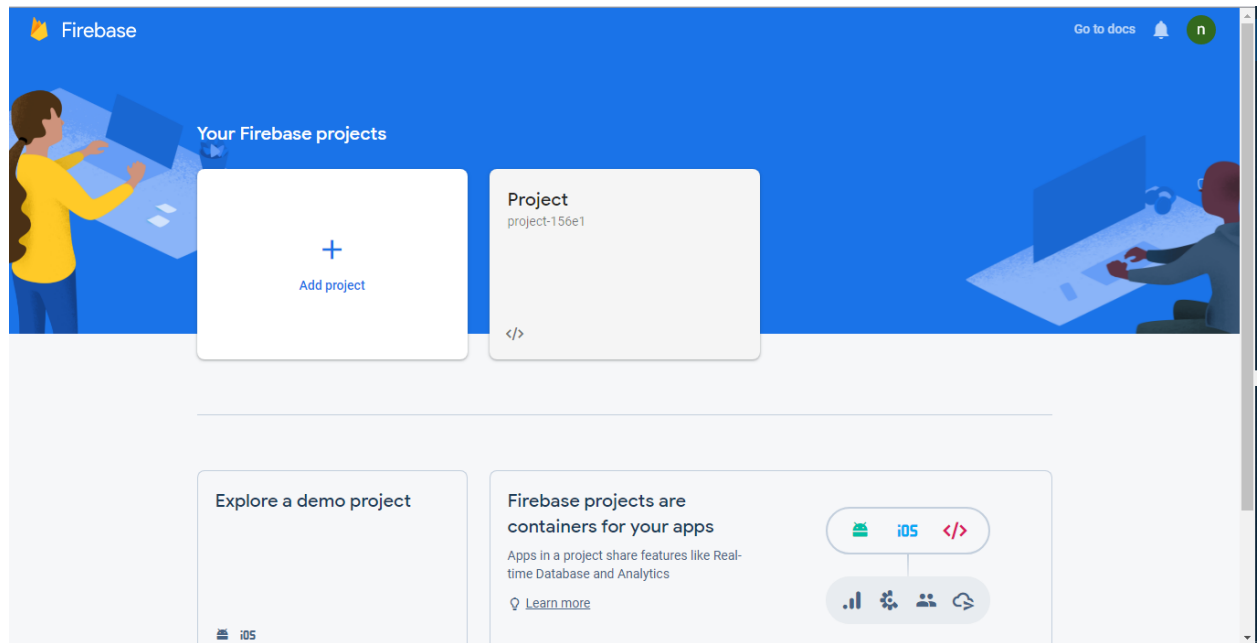 Firebase
Go to docs
n
Your Firebase projects
Add project
Project
project-156e1
</>
Explore a demo project
iOS
Firebase projects are
containers for your apps
Apps in a project share features like Real-
time Database and Analytics
Learn more
iOS </>